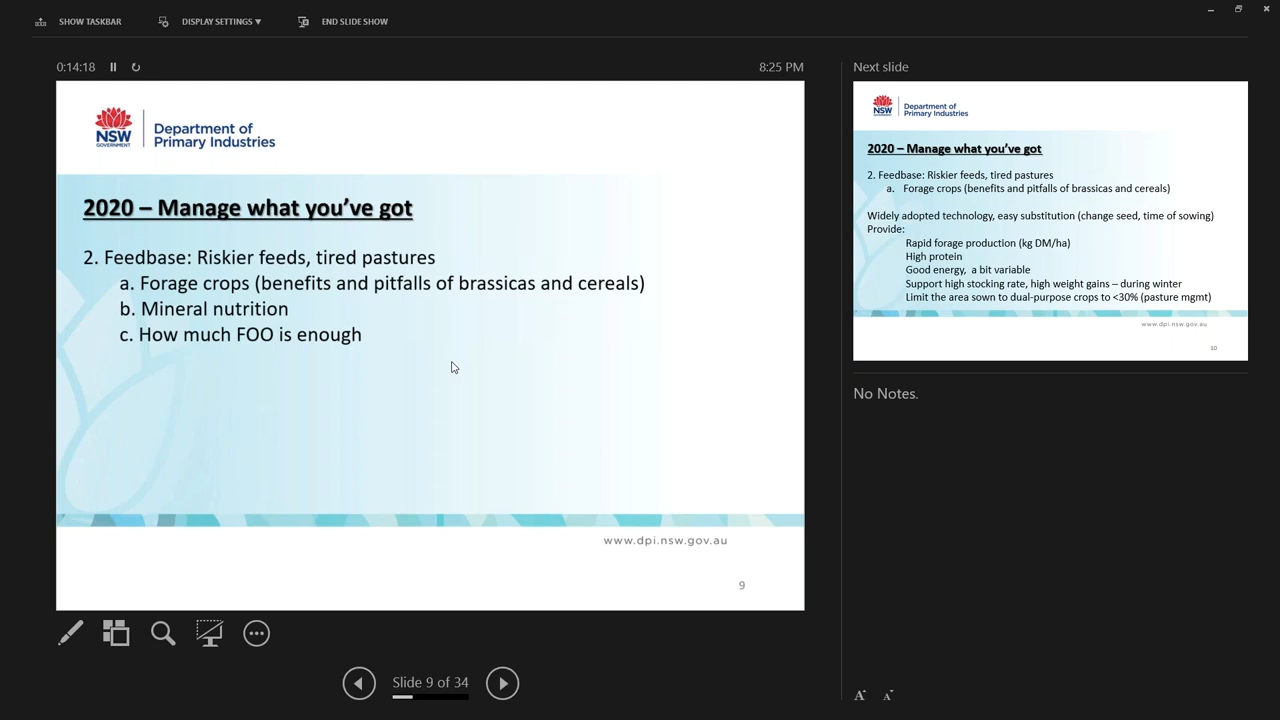 SHOW TASKBAR
DISPLAY SETTINGS ▼
END SLIDE SHOW
0:14:18
8:25 PM
NSW
GOVERNMENT
Department of
Primary Industries
2020 – Manage what you've got
2. Feedbase: Riskier feeds, tired pastures
a. Forage crops (benefits and pitfalls of brassicas and cereals)
b. Mineral nutrition
c. How much FOO is enough
www.dpi.nsw.gov.au
9
Slide 9 of 34
Next slide
NSW
GOVERNMENT
Department of
Primary Industries
2020 – Manage what you've got
2. Feedbase: Riskier feeds, tired pastures
a. Forage crops (benefits and pitfalls of brassicas and cereals)
Widely adopted technology, easy substitution (change seed, time of sowing)
Provide:
Rapid forage production (kg DM/ha)
High protein
Good energy, a bit variable
Support high stocking rate, high weight gains – during winter
Limit the area sown to dual-purpose crops to <30% (pasture mgmt)
www.dpi.nsw.gov.au
10
No Notes.
A A